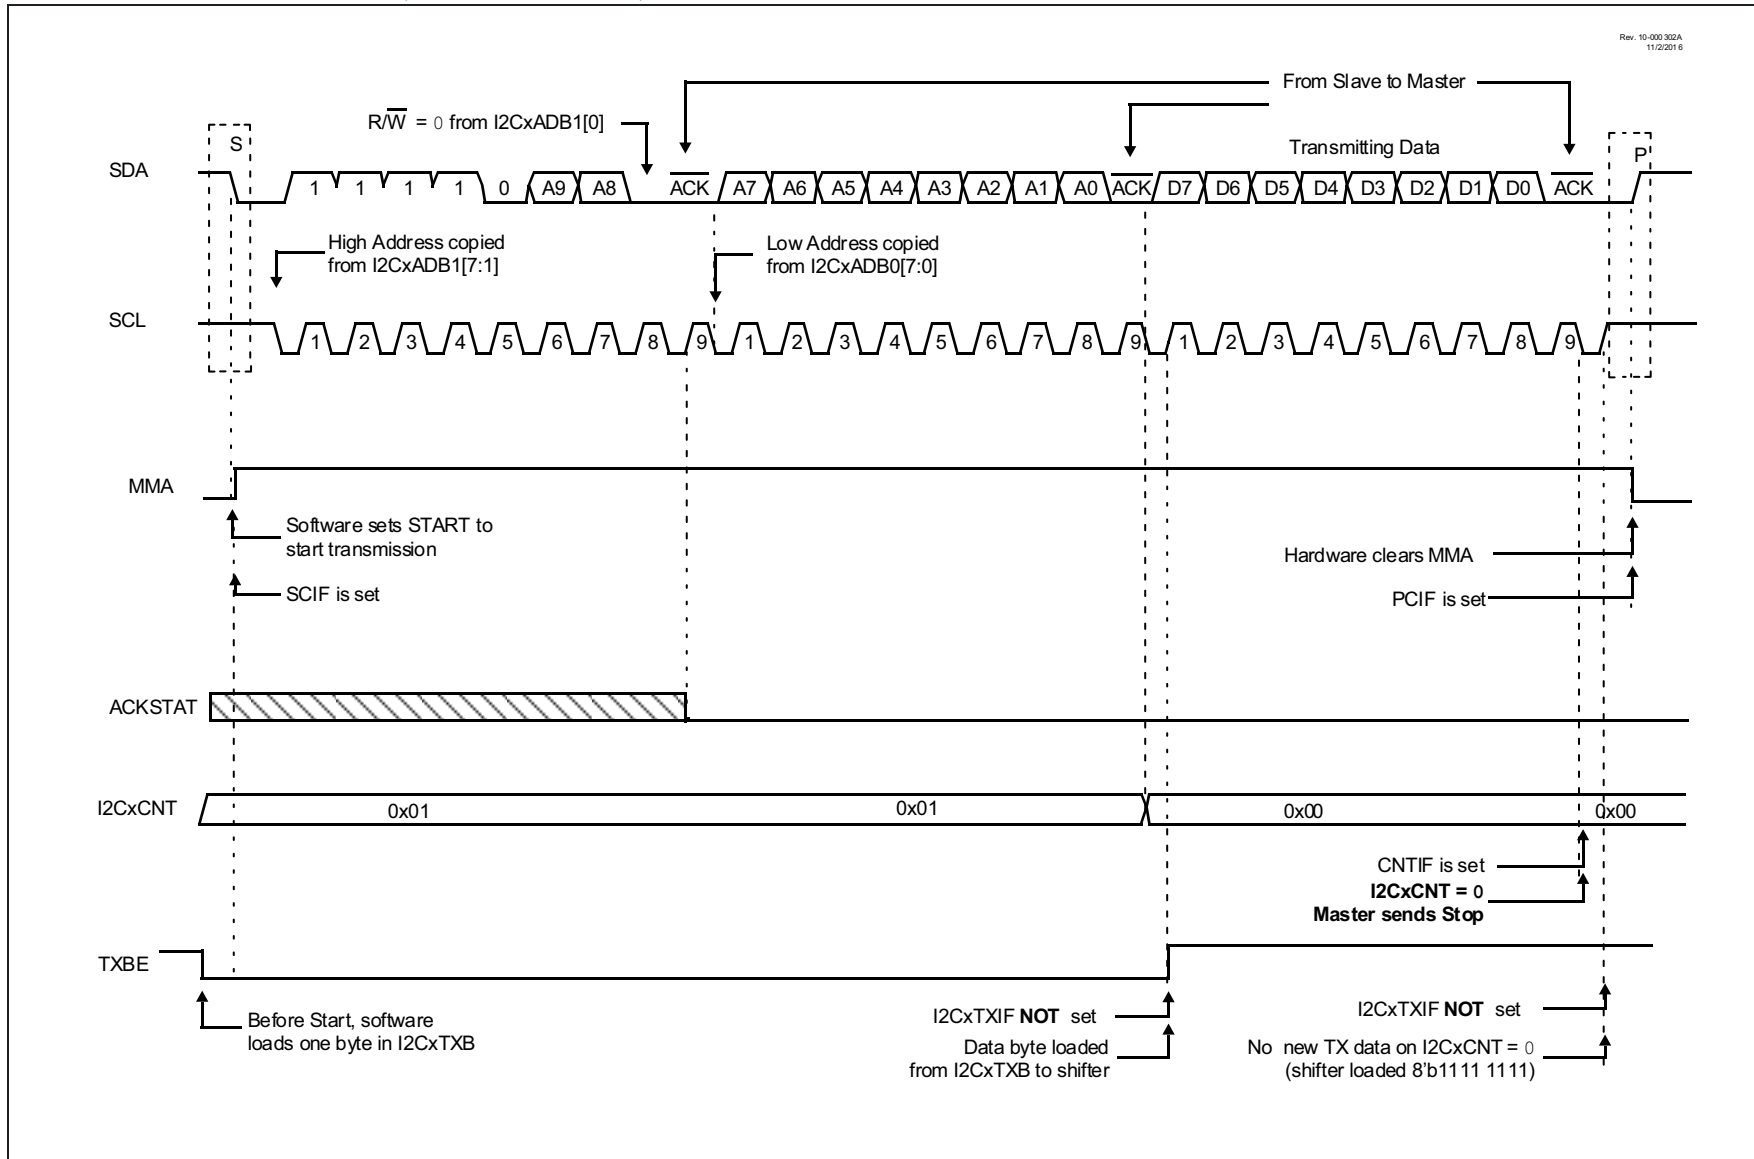 Rev. 10-000302A
11/2/2016
From Slave to Master
R/W = 0 from I2CxADB1[0]
Transmitting Data
S
P
SDA
1 1 1 1 0 A9 A8 ACK A7 A6 A5 A4 A3 A2 A1 A0 ACK D7 D6 D5 D4 D3 D2 D1 D0 ACK
High Address copied
from I2CxADB1[7:1]
Low Address copied
from I2CxADB0[7:0]
SCL
1 2 3 4 5 6 7 8 9 1 2 3 4 5 6 7 8 9 1 2 3 4 5 6 7 8 9
MMA
Software sets START to
start transmission
SCIF is set
Hardware clears MMA
PCIF is set
ACKSTAT
I2CxCNT
0x01 0x01 0x00 0x00
CNTIF is set
I2CxCNT = 0
Master sends Stop
TXBE
Before Start, software
loads one byte in I2CxTXB
I2CxTXIF NOT set
Data byte loaded
from I2CxTXB to shifter
I2CxTXIF NOT set
No new TX data on I2CxCNT = 0
(shifter loaded 8'b1111 1111)